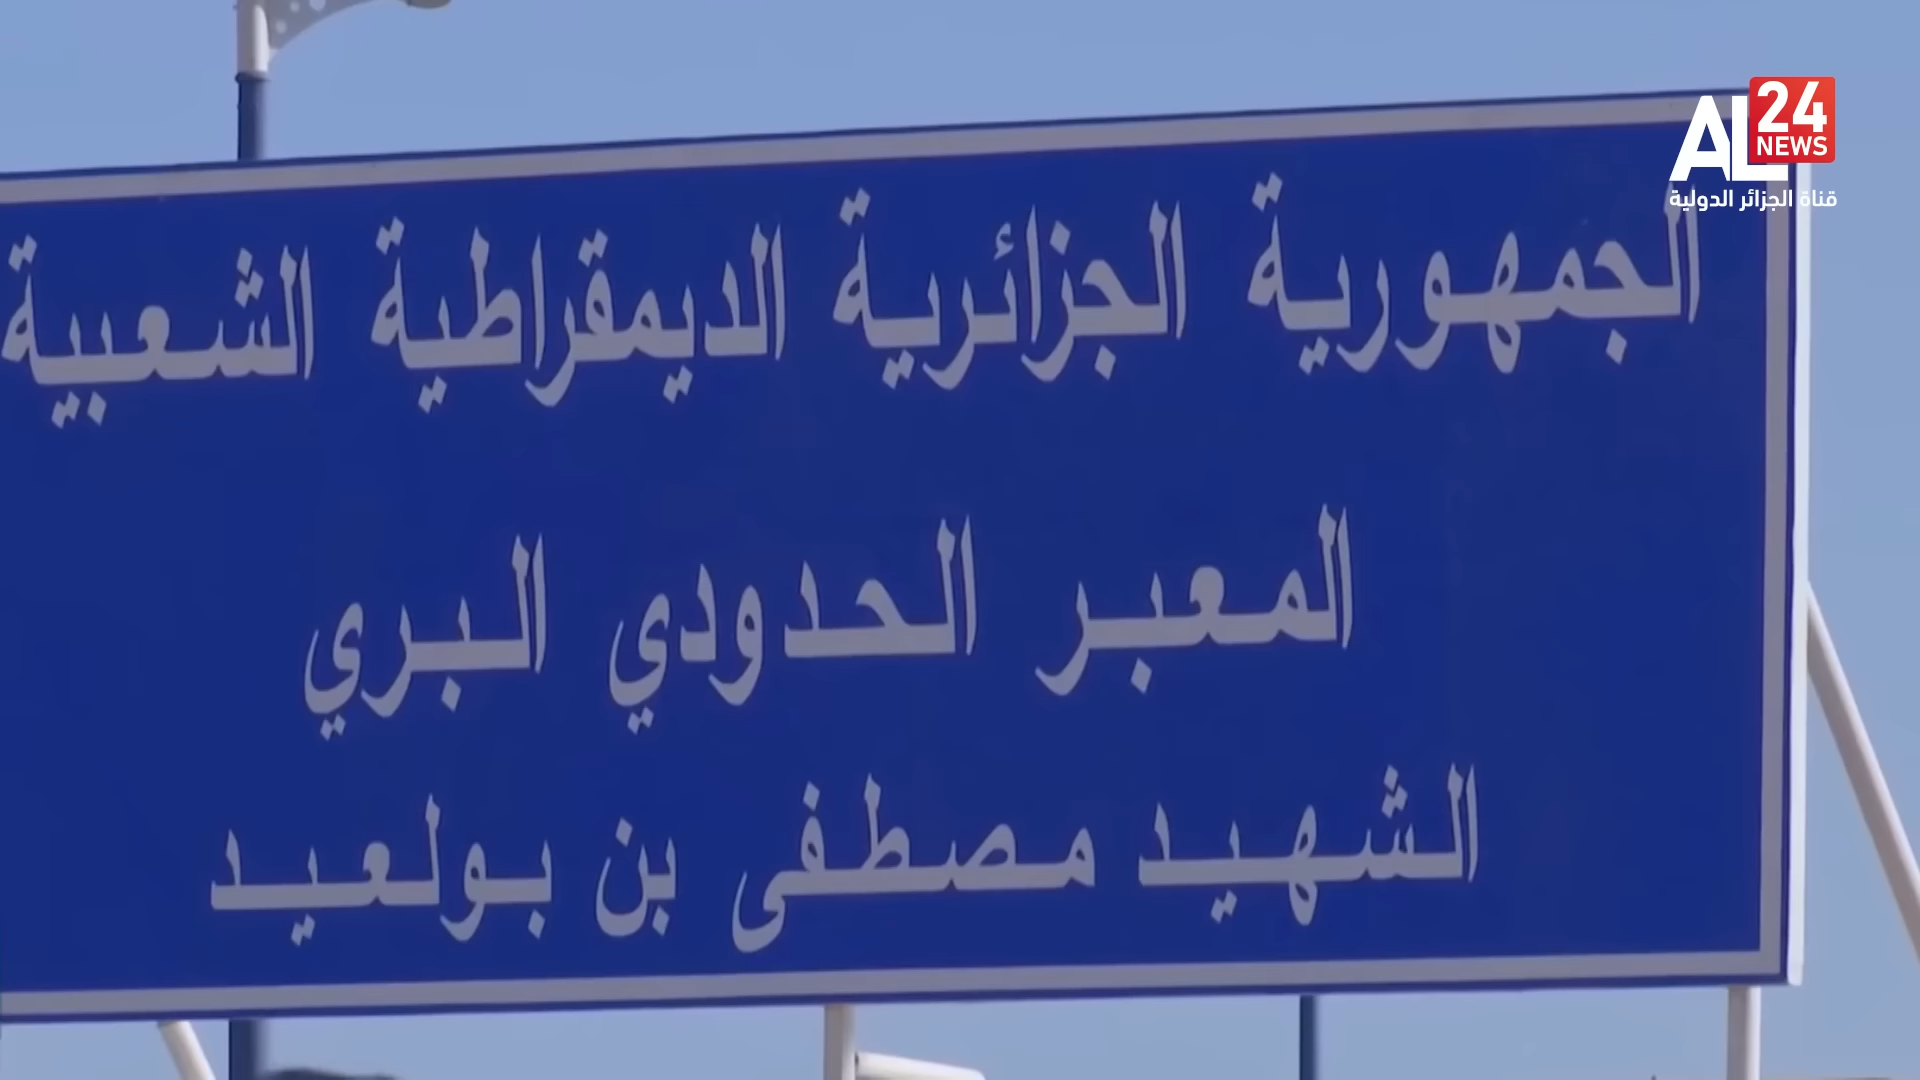 AL 24 NEWS
قناة الجزائر الدولية
الجمهورية الجزائرية الديمقراطية الشعبية
المعبر الحدودي البري
الشهيد مصطفى بن بولعيد